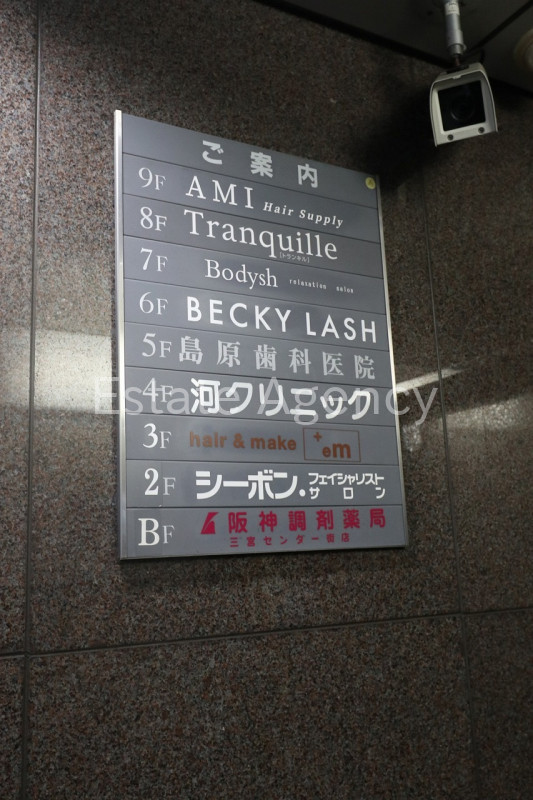 ご案内
9F AMI Hair Supply
8F Tranquille
(トランキル)
7F Bodysh relaxation salon
6F BECKY LASH
5F 島原歯科医院
4F 河クリニック
Estate Agency
3F hair & make +em
2F シーボン. フェイシャリスト
サロン
BF 阪神調剤薬局
三宮センター街店